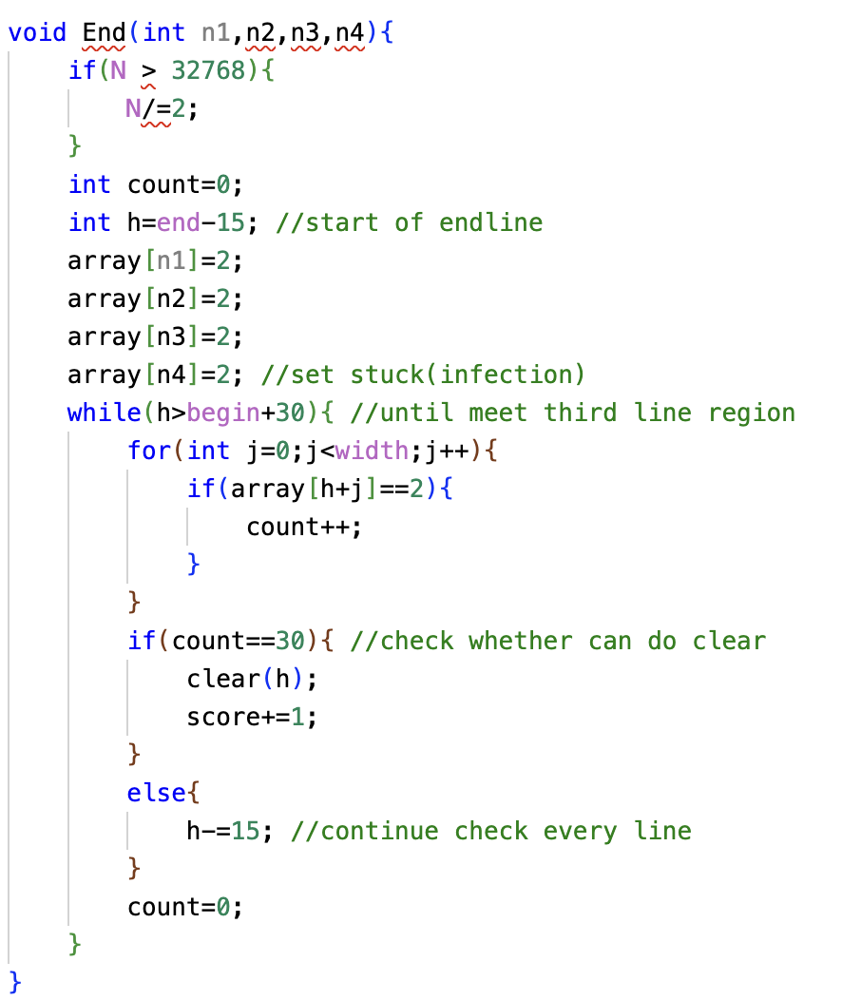 void End(int n1,n2,n3,n4){
    if(N > 32768){
        N/=2;
    }
    int count=0;
    int h=end-15; //start of endline
    array[n1]=2;
    array[n2]=2;
    array[n3]=2;
    array[n4]=2; //set stuck(infection)
    while(h>begin+30){ //until meet third line region
        for(int j=0;j<width;j++){
            if(array[h+j]==2){
                count++;
            }
        }
        if(count==30){ //check whether can do clear
            clear(h);
            score+=1;
        }
        else{
            h-=15; //continue check every line
        }
        count=0;
    }
}